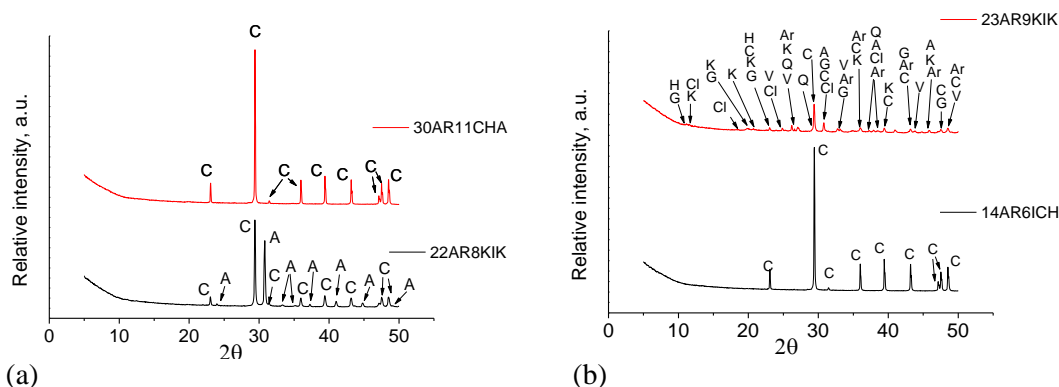 Relative intensity, a.u.
C
C
C
C
C
C
C
30AR11CHA
C
A
C
A
C
A
C
A
C
A
C
A
C
A
22AR8KIK
0
10
20
30
40
50
2θ
(a)
Relative intensity, a.u.
23AR9KIK
H
G
Cl
K
Cl
K
G
K
H
C
K
G
V
Cl
Ar
K
Q
V
Q
C
A
G
C
Cl
V
Ar
G
Ar
C
K
Q
A
Cl
Ar
K
C
G
Ar
C
V
A
K
Ar
C
G
Ar
C
V
14AR6ICH
C
C
C
C
C
C
C
C
0
10
20
30
40
50
2θ
(b)